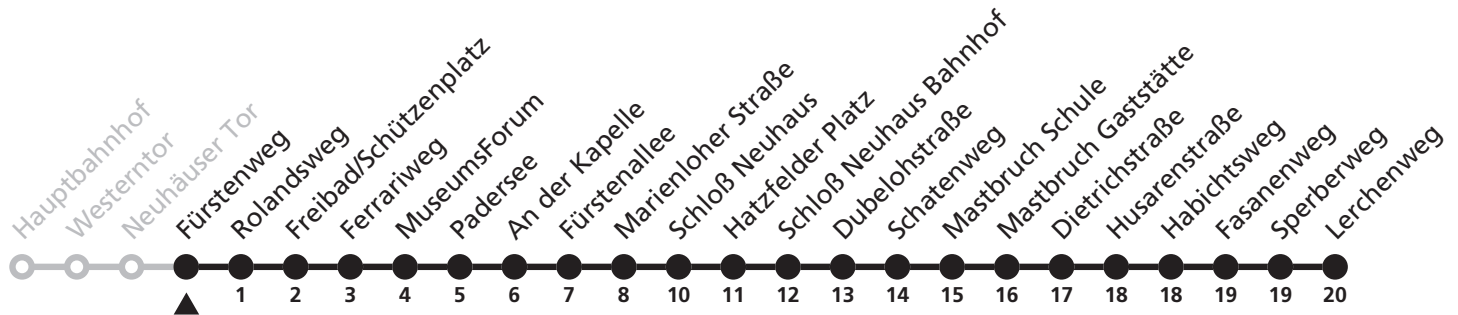 Hauptbahnhof
Westerntor
Neuhäuser Tor
Fürstenweg
Rolandsweg
Freibad/Schützenplatz
Ferrariweg
MuseumsForum
Padersee
An der Kapelle
Fürstenallee
Marienloher Straße
Schloß Neuhaus
Hatzfelder Platz
Schloß Neuhaus Bahnhof
Dubelohstraße
Schatenweg
Mastbruch Schule
Mastbruch Gaststätte
Dietrichstraße
Husarenstraße
Habichtsweg
Fasanenweg
Sperberweg
Lerchenweg
1 2 3 4 5 6 7 8 10 11 12 13 14 15 16 17 18 18 19 19 20